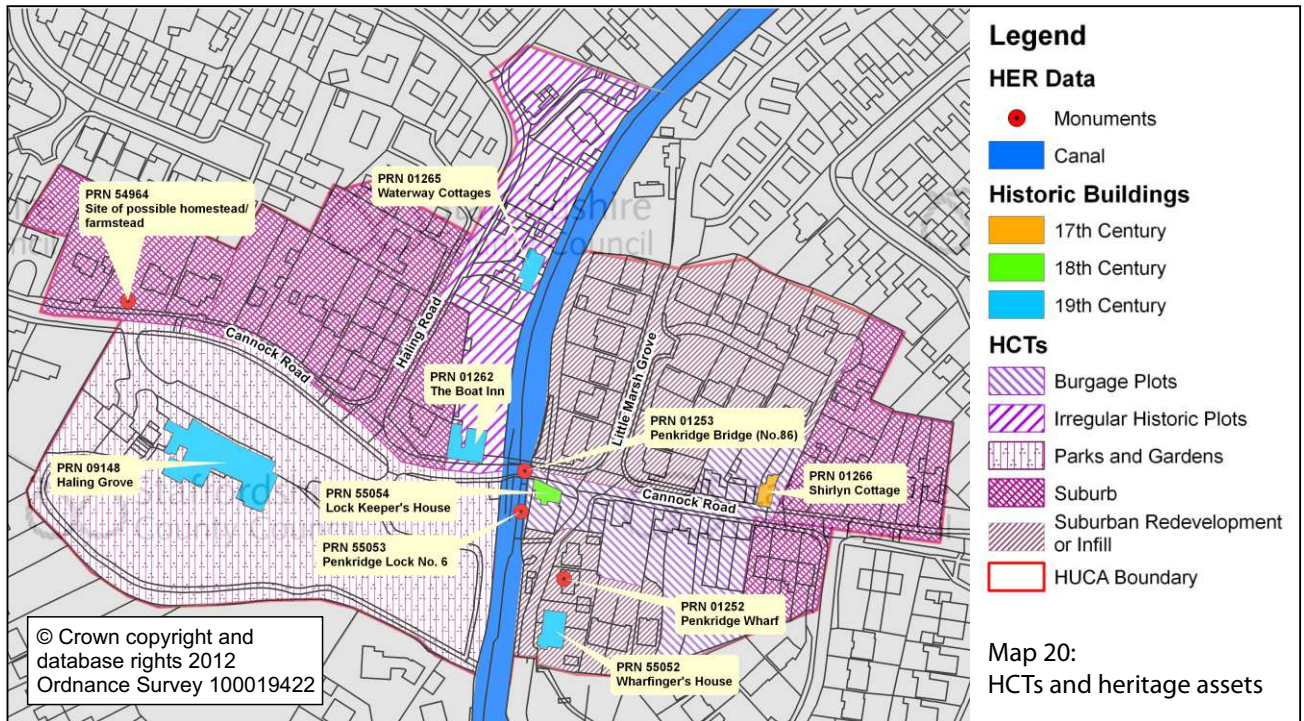 PRN 01265
Waterway Cottages
PRN 54964
Site of possible homestead/
farmstead
Cannock Road
Haling Road
PRN 01262
The Boat Inn
Little Marsh Grove
PRN 01253
Penkridge Bridge (No.86)
PRN 09148
Haling Grove
PRN 55054
Lock Keeper's House
Cannock Road
PRN 01266
Shirlyn Cottage
PRN 55053
Penkridge Lock No. 6
PRN 01252
Penkridge Wharf
PRN 55052
Wharfinger's House
© Crown copyright and
database rights 2012
Ordnance Survey 100019422
Legend
HER Data
Monuments
Canal
Historic Buildings
17th Century
18th Century
19th Century
HCTs
Burgage Plots
Irregular Historic Plots
Parks and Gardens
Suburb
Suburban Redevelopment
or Infill
HUCA Boundary
Map 20:
HCTs and heritage assets